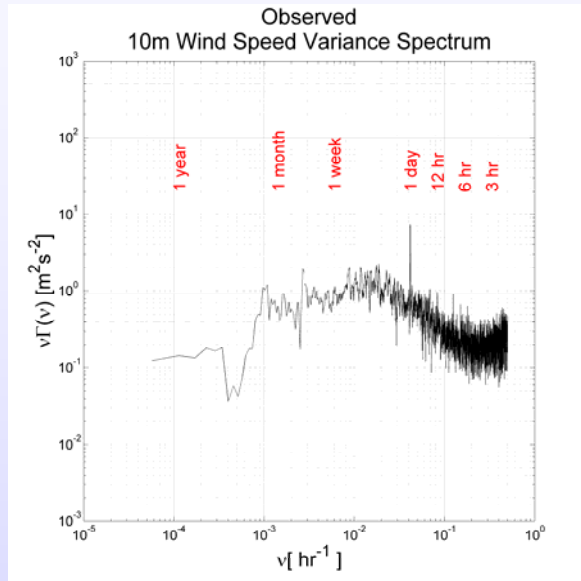 Observed
10m Wind Speed Variance Spectrum
10³
10²
10¹
10⁰
10⁻¹
10⁻²
10⁻³
νΓ(ν) [m²s⁻²]
1 year
1 month
1 week
1 day
12 hr
6 hr
3 hr
10⁻⁵
10⁻⁴
10⁻³
10⁻²
10⁻¹
10⁰
ν[ hr⁻¹ ]